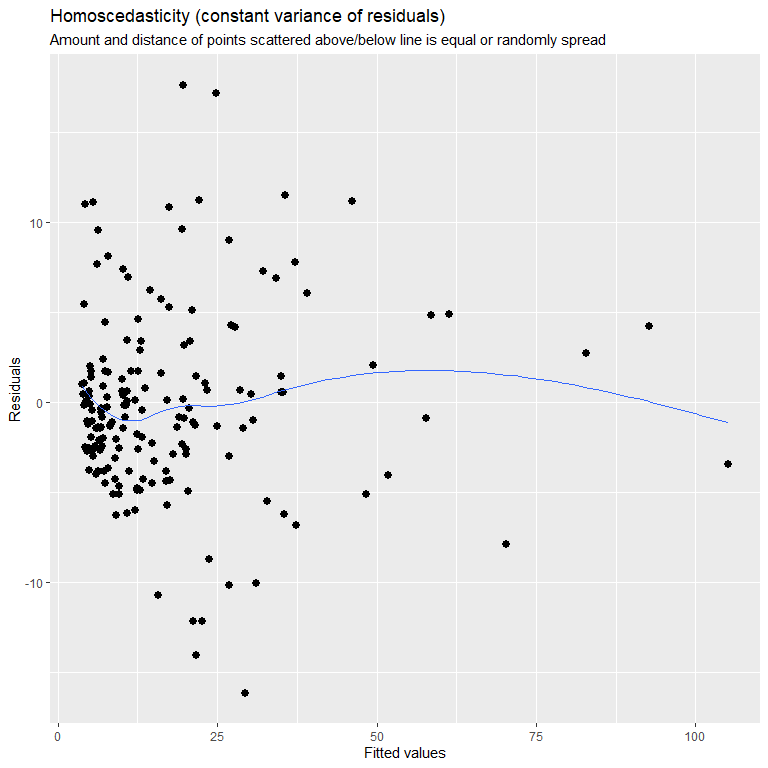 Homoscedasticity (constant variance of residuals)
Amount and distance of points scattered above/below line is equal or randomly spread
10
0
-10
Residuals
0
25
50
75
100
Fitted values